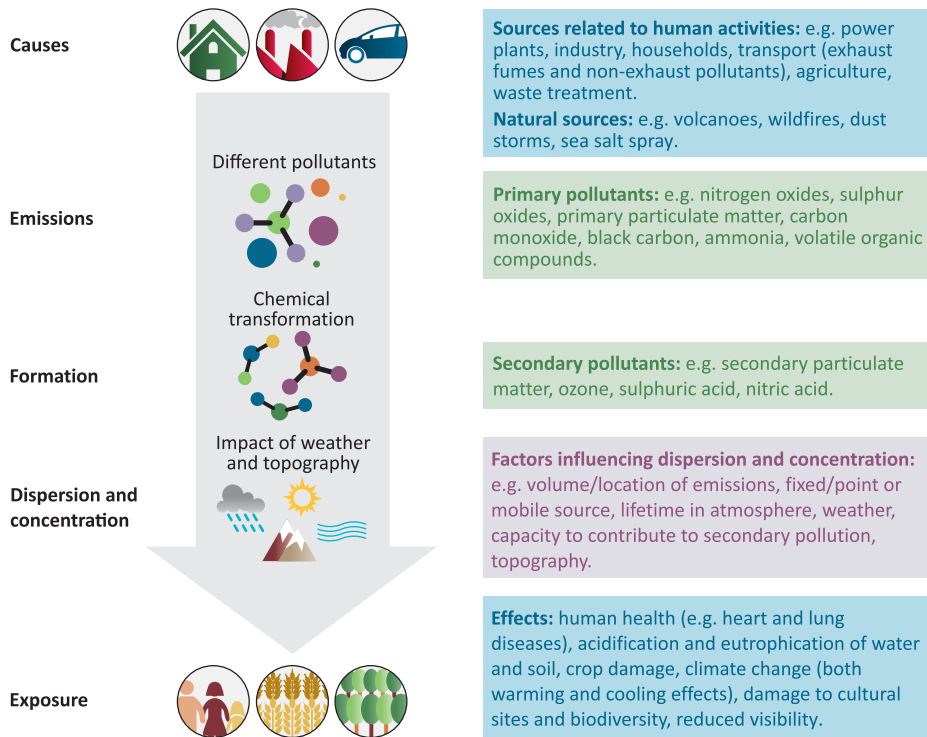 Causes
Sources related to human activities: e.g. power
plants, industry, households, transport (exhaust
fumes and non-exhaust pollutants), agriculture,
waste treatment.
Natural sources: e.g. volcanoes, wildfires, dust
storms, sea salt spray.
Different pollutants
Emissions
Primary pollutants: e.g. nitrogen oxides, sulphur
oxides, primary particulate matter, carbon
monoxide, black carbon, ammonia, volatile organic
compounds.
Chemical
transformation
Formation
Secondary pollutants: e.g. secondary particulate
matter, ozone, sulphuric acid, nitric acid.
Impact of weather
and topography
Dispersion and
concentration
Factors influencing dispersion and concentration:
e.g. volume/location of emissions, fixed/point or
mobile source, lifetime in atmosphere, weather,
capacity to contribute to secondary pollution,
topography.
Exposure
Effects: human health (e.g. heart and lung
diseases), acidification and eutrophication of water
and soil, crop damage, climate change (both
warming and cooling effects), damage to cultural
sites and biodiversity, reduced visibility.